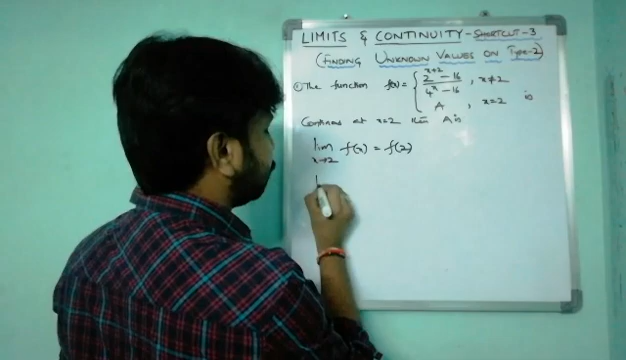 LIMITS & CONTINUITY - SHORTCUT-3
(FINDING UNKNOWN VALUES ON TYPE-2)
① The function f(x) = { 2^{x+2} - 16 / 4^x - 16 , x ≠ 2
A , x = 2 is
Continous at x=2 then A is
lim x→2 f(x) = f(2)